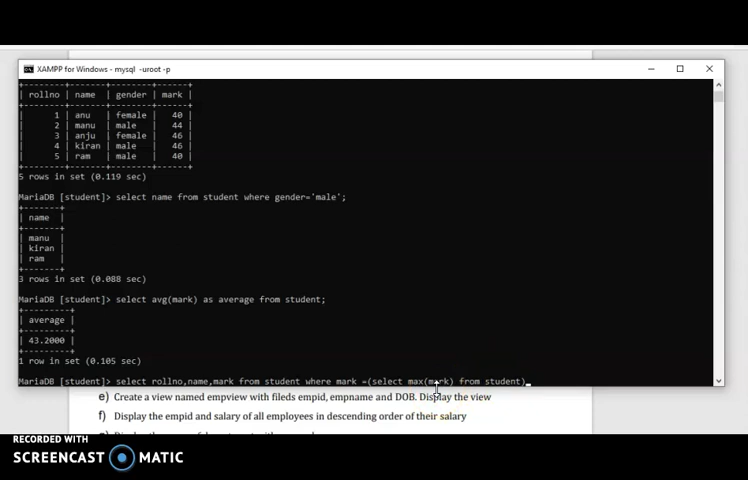 XAMPP for Windows - mysql -uroot -p
+--------+-------+--------+------+
| rollno | name | gender | mark |
+--------+-------+--------+------+
| 1 | anu | female | 40 |
| 2 | manu | male | 44 |
| 3 | anju | female | 46 |
| 4 | kiran | male | 46 |
| 5 | ram | male | 40 |
+--------+-------+--------+------+
5 rows in set (0.119 sec)
MariaDB [student]> select name from student where gender='male';
+-------+
| name |
+-------+
| manu |
| kiran |
| ram |
+-------+
3 rows in set (0.088 sec)
MariaDB [student]> select avg(mark) as average from student;
+---------+
| average |
+---------+
| 43.2000 |
+---------+
1 row in set (0.105 sec)
MariaDB [student]> select rollno,name,mark from student where mark =(select max(mark) from student)_
e) Create a view named empview with fileds empid, empname and DOB. Display the view
f) Display the empid and salary of all employees in descending order of their salary
RECORDED WITH
SCREENCAST MATIC